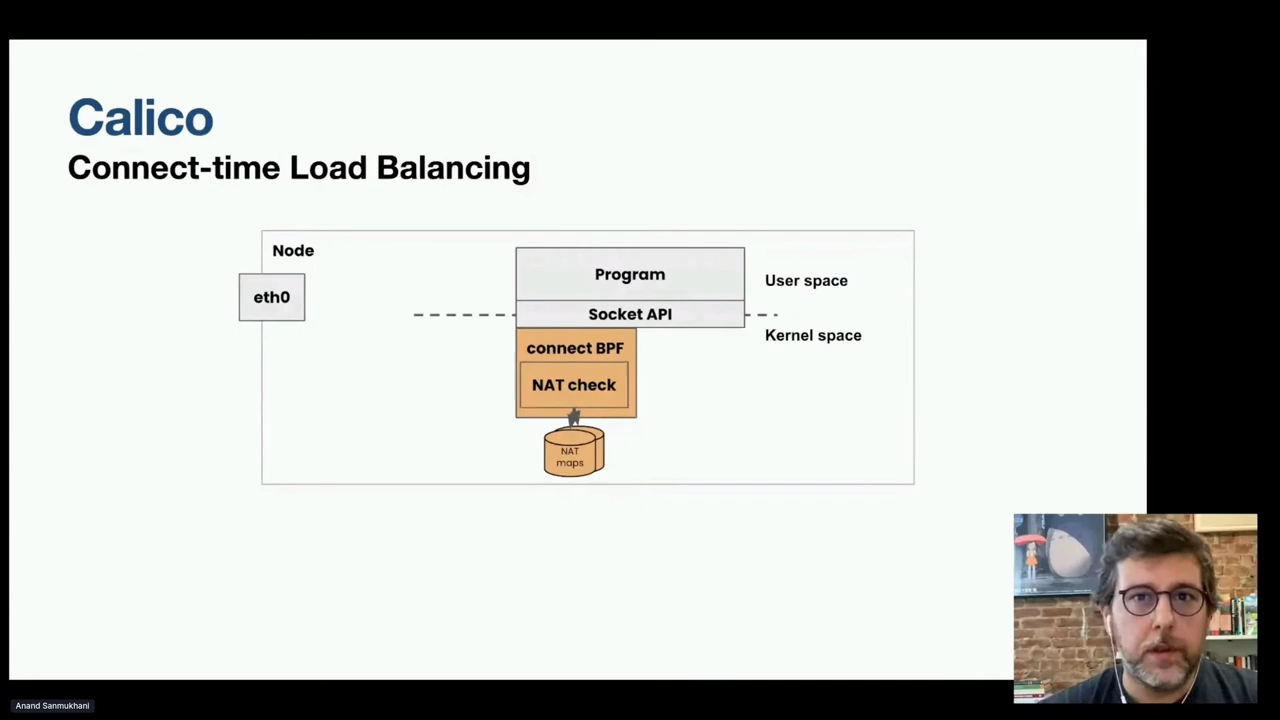 Calico
Connect-time Load Balancing
Node
eth0
Program
User space
Socket API
Kernel space
connect BPF
NAT check
NAT
maps
Anand Sanmukhani